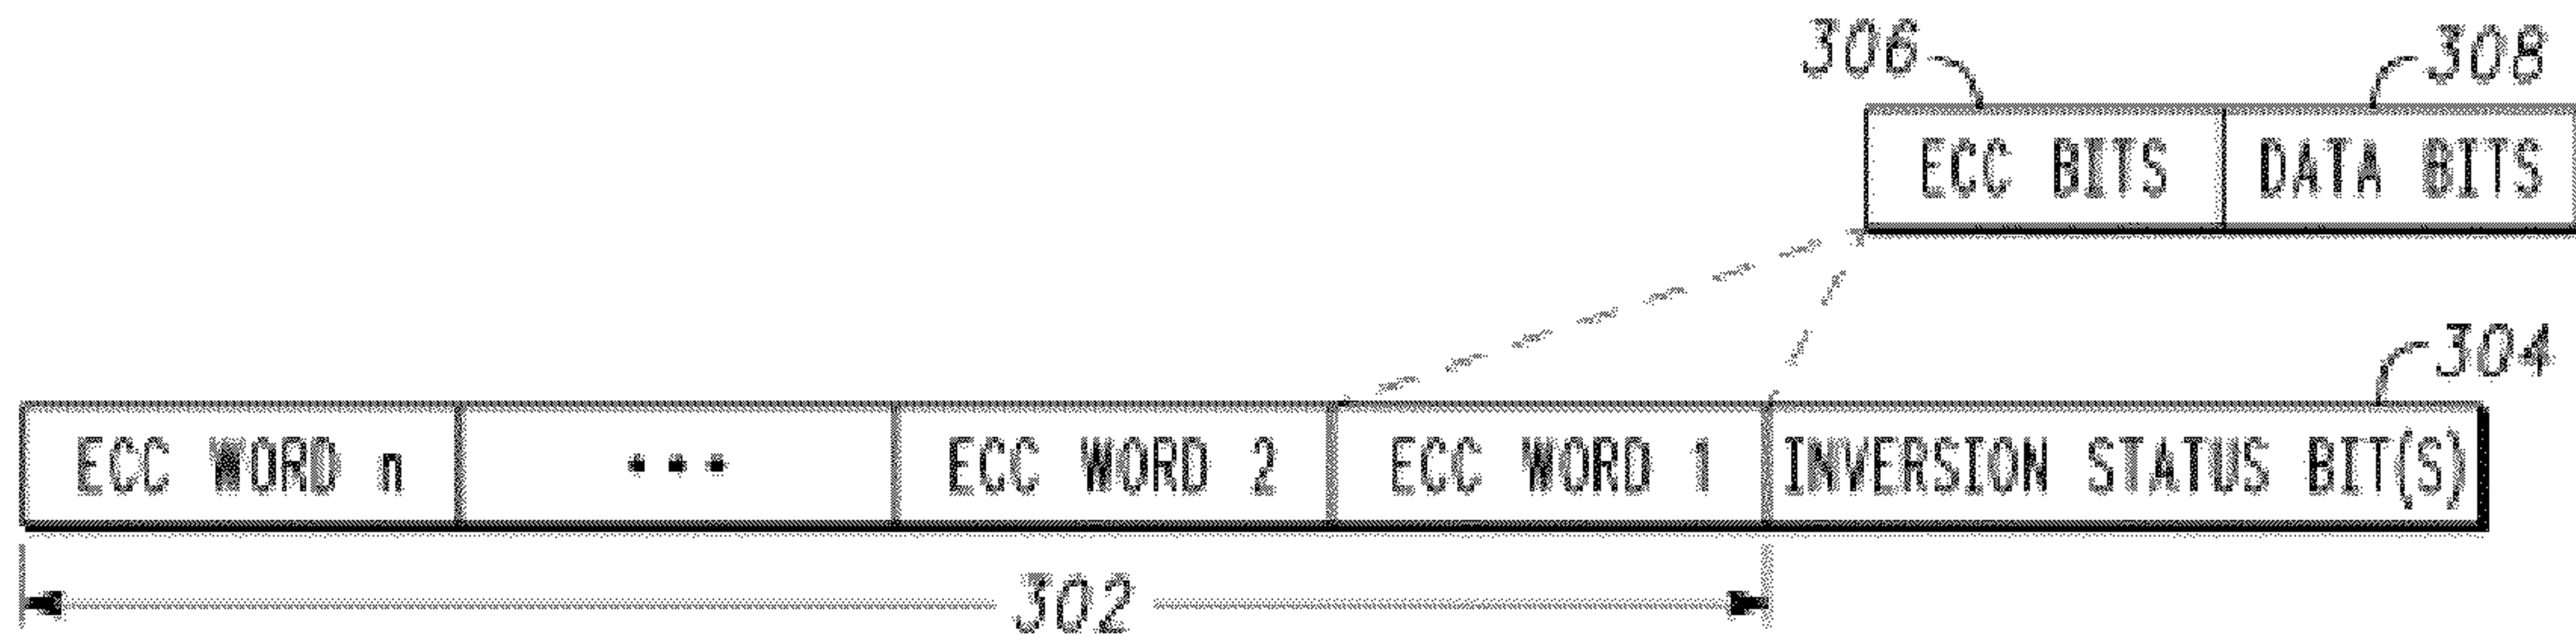 306 308
ECC BITS DATA BITS
304
ECC WORD n ... ECC WORD 2 ECC WORD 1 INVERSION STATUS BIT(S)
302